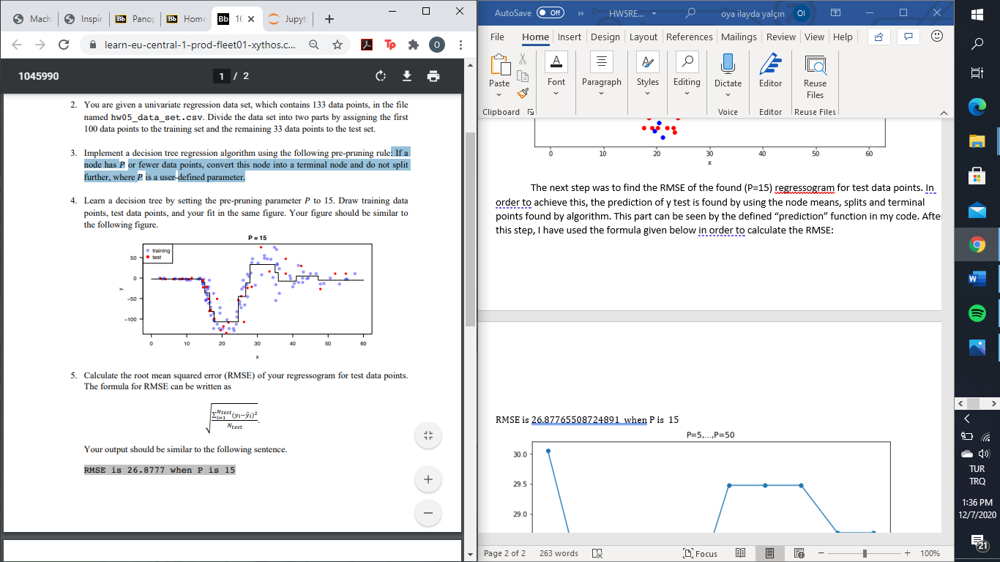 Mach
Inspir
Panop
Home
10
Jupyt
learn-eu-central-1-prod-fleet01-xythos.c...
1045990
1 / 2
2. You are given a univariate regression data set, which contains 133 data points, in the file
named hw05_data_set.csv. Divide the data set into two parts by assigning the first
100 data points to the training set and the remaining 33 data points to the test set.
3. Implement a decision tree regression algorithm using the following pre-pruning rule: If a
node has P or fewer data points, convert this node into a terminal node and do not split
further, where P is a user-defined parameter.
4. Learn a decision tree by setting the pre-pruning parameter P to 15. Draw training data
points, test data points, and your fit in the same figure. Your figure should be similar to
the following figure.
P = 15
training
test
50
0
−50
−100
y
0 10 20 30 40 50 60
x
5. Calculate the root mean squared error (RMSE) of your regressogram for test data points.
The formula for RMSE can be written as
√(∑ᵢ₌₁^Ntest (yᵢ−ŷᵢ)² / Ntest).
Your output should be similar to the following sentence.
RMSE is 26.8777 when P is 15
AutoSave Off » HW5RE... oya ilayda yalçın OI
File Home Insert Design Layout References Mailings Review View Help
Paste
Font
Paragraph
Styles
Editing
Dictate
Editor
Reuse
Files
Clipboard
Voice
Editor
Reuse Files
0 10 20 30 40 50 60
x
The next step was to find the RMSE of the found (P=15) regressogram for test data points. In
order to achieve this, the prediction of y test is found by using the node means, splits and terminal
points found by algorithm. This part can be seen by the defined “prediction” function in my code. Afte
this step, I have used the formula given below in order to calculate the RMSE:
RMSE is 26.87765508724891 when P is 15
P=5,...,P=50
30.0
29.5
29.0
Page 2 of 2 263 words Focus 100%
TUR
TRQ
1:36 PM
12/7/2020
21